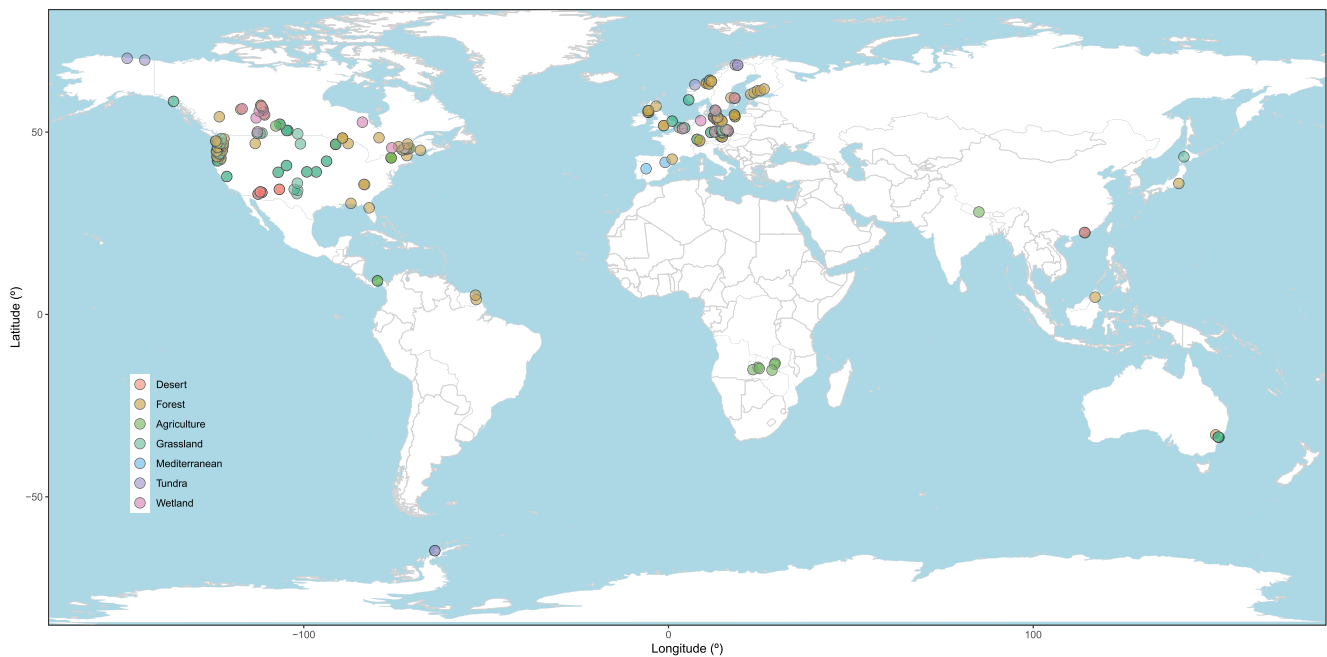 50
0
−50
Latitude (º)
Desert
Forest
Agriculture
Grassland
Mediterranean
Tundra
Wetland
−100
0
100
Longitude (º)